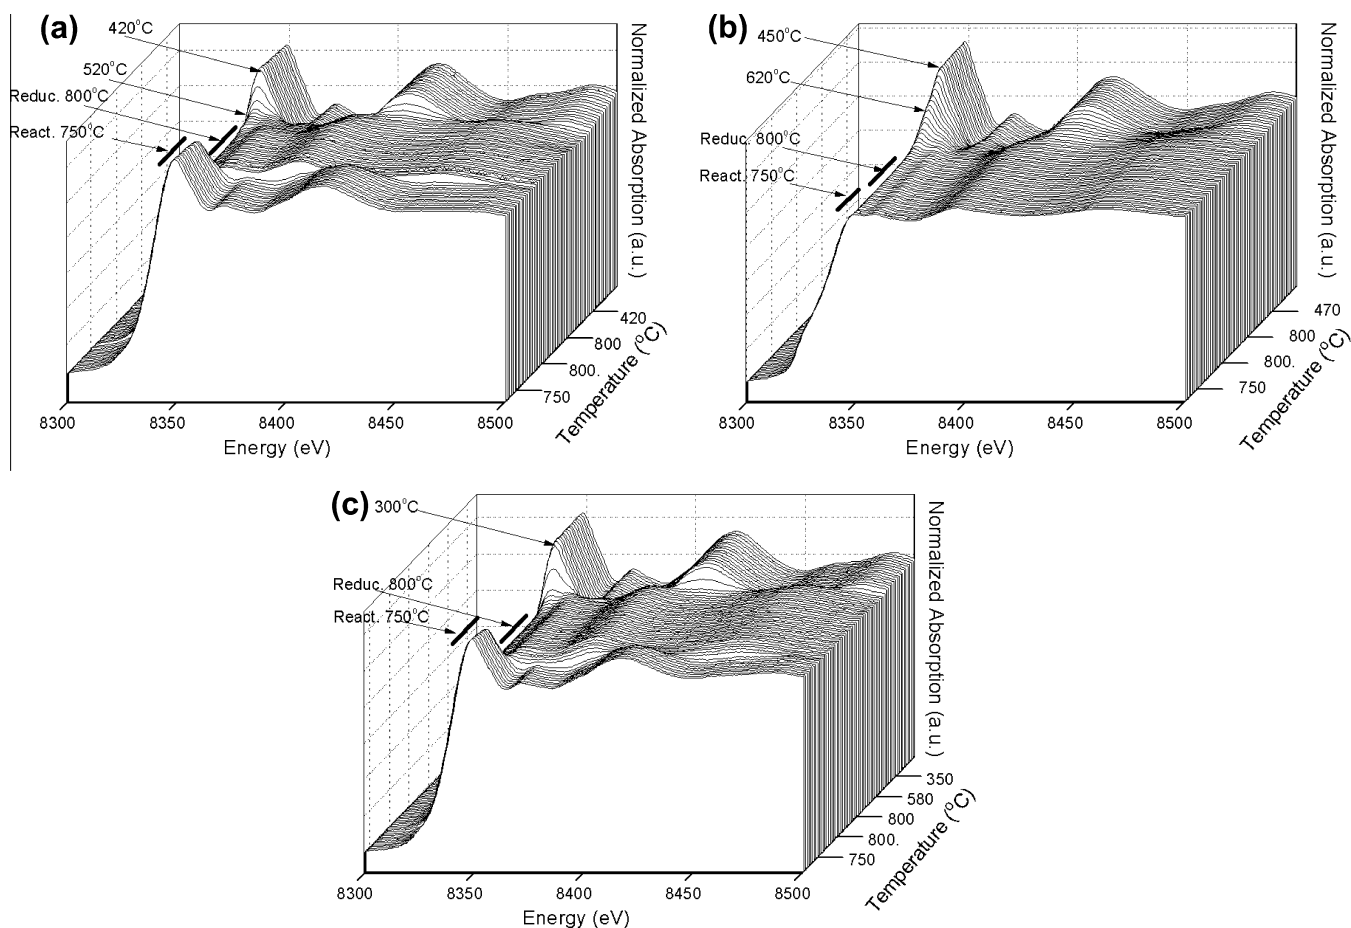 (a)
420°C
520°C
Reduc. 800°C
React. 750°C
Normalized Absorption (a.u.)
420
800
800.
750
Temperature (°C)
8300
8350
8400
8450
8500
Energy (eV)
(b)
450°C
620°C
Reduc. 800°C
React. 750°C
Normalized Absorption (a.u.)
470
800
800.
750
Temperature (°C)
8300
8350
8400
8450
8500
Energy (eV)
(c)
300°C
Reduc. 800°C
React. 750°C
Normalized Absorption (a.u.)
350
580
800
800.
750
Temperature (°C)
8300
8350
8400
8450
8500
Energy (eV)